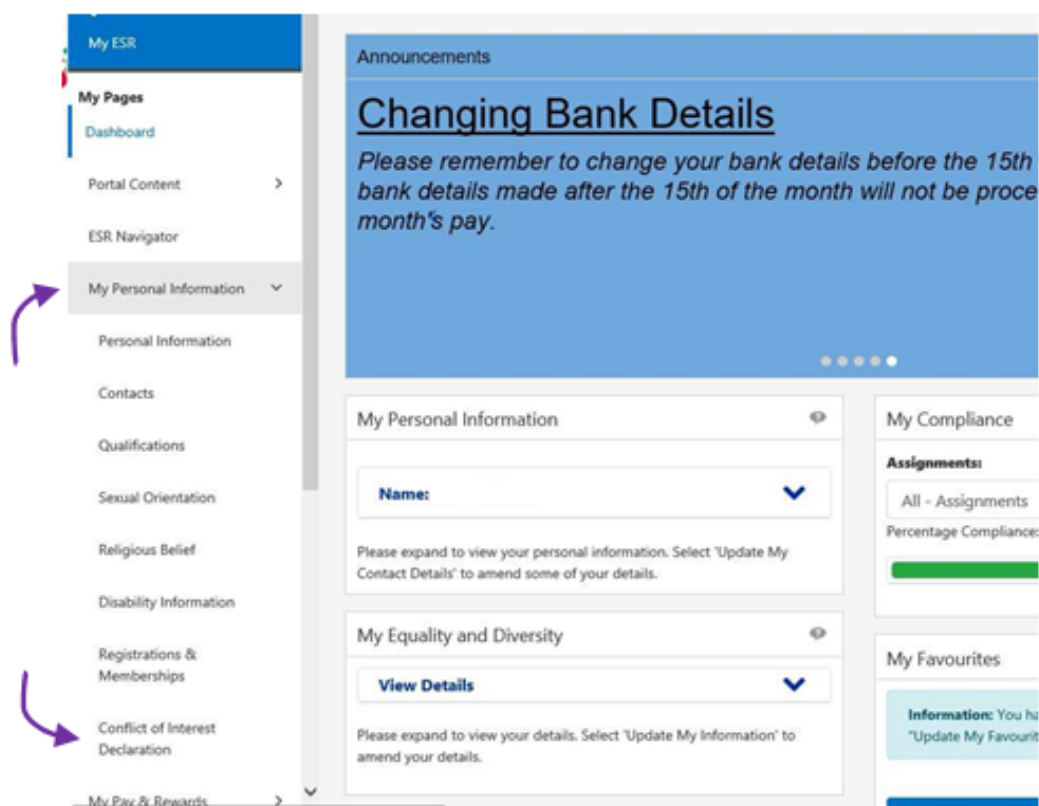 My ESR
My Pages
Dashboard
Portal Content
ESR Navigator
My Personal Information
Personal Information
Contacts
Qualifications
Sexual Orientation
Religious Belief
Disability Information
Registrations &
Memberships
Conflict of Interest
Declaration
My Pay & Rewards
Announcements
Changing Bank Details
Please remember to change your bank details before the 15th
bank details made after the 15th of the month will not be proce
month's pay.
My Personal Information
Name:
Please expand to view your personal information. Select 'Update My
Contact Details' to amend some of your details.
My Equality and Diversity
View Details
Please expand to view your details. Select 'Update My Information' to
amend your details.
My Compliance
Assignments:
All - Assignments
Percentage Compliance:
My Favourites
Information: You ha
"Update My Favourit